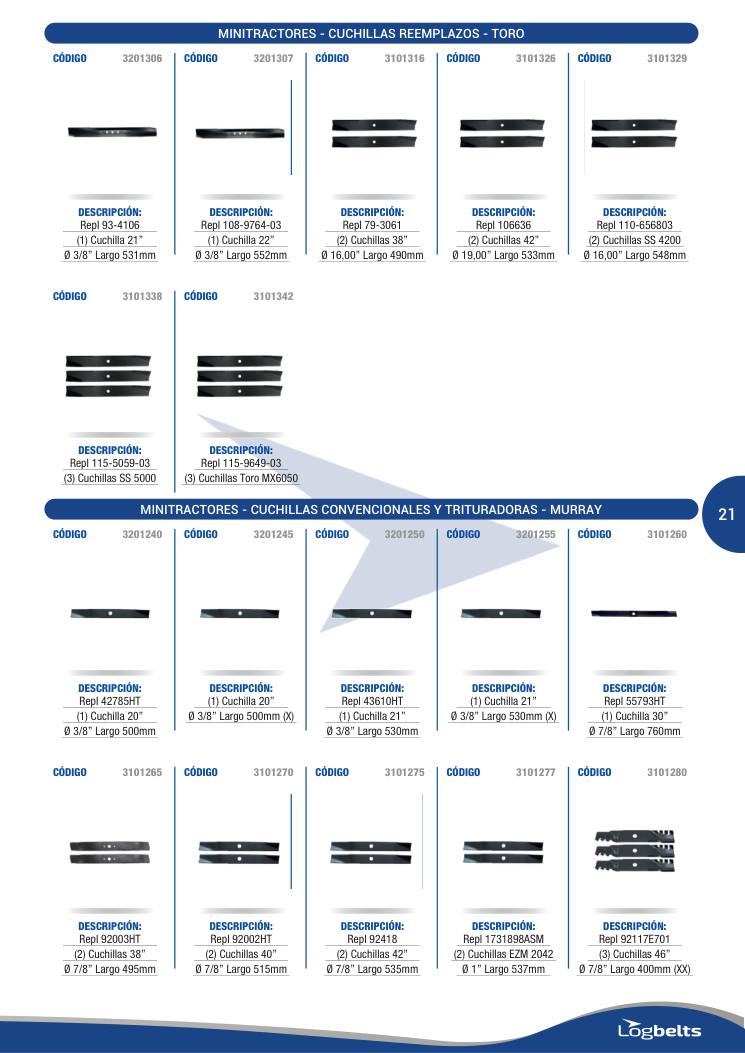 MINITRACTORES - CUCHILLAS REEMPLAZOS - TORO
CÓDIGO 3201306
DESCRIPCIÓN:
Repl 93-4106
(1) Cuchilla 21”
Ø 3/8” Largo 531mm
CÓDIGO 3201307
DESCRIPCIÓN:
Repl 108-9764-03
(1) Cuchilla 22”
Ø 3/8” Largo 552mm
CÓDIGO 3101316
DESCRIPCIÓN:
Repl 79-3061
(2) Cuchillas 38”
Ø 16,00” Largo 490mm
CÓDIGO 3101326
DESCRIPCIÓN:
Repl 106636
(2) Cuchillas 42”
Ø 19,00” Largo 533mm
CÓDIGO 3101329
DESCRIPCIÓN:
Repl 110-656803
(2) Cuchillas SS 4200
Ø 16,00” Largo 548mm
CÓDIGO 3101338
DESCRIPCIÓN:
Repl 115-5059-03
(3) Cuchillas SS 5000
CÓDIGO 3101342
DESCRIPCIÓN:
Repl 115-9649-03
(3) Cuchillas Toro MX6050
MINITRACTORES - CUCHILLAS CONVENCIONALES Y TRITURADORAS - MURRAY
21
CÓDIGO 3201240
DESCRIPCIÓN:
Repl 42785HT
(1) Cuchilla 20”
Ø 3/8” Largo 500mm
CÓDIGO 3201245
DESCRIPCIÓN:
(1) Cuchilla 20”
Ø 3/8” Largo 500mm (X)
CÓDIGO 3201250
DESCRIPCIÓN:
Repl 43610HT
(1) Cuchilla 21”
Ø 3/8” Largo 530mm
CÓDIGO 3201255
DESCRIPCIÓN:
(1) Cuchilla 21”
Ø 3/8” Largo 530mm (X)
CÓDIGO 3101260
DESCRIPCIÓN:
Repl 55793HT
(1) Cuchilla 30”
Ø 7/8” Largo 760mm
CÓDIGO 3101265
DESCRIPCIÓN:
Repl 92003HT
(2) Cuchillas 38”
Ø 7/8” Largo 495mm
CÓDIGO 3101270
DESCRIPCIÓN:
Repl 92002HT
(2) Cuchillas 40”
Ø 7/8” Largo 515mm
CÓDIGO 3101275
DESCRIPCIÓN:
Repl 92418
(2) Cuchillas 42”
Ø 7/8” Largo 535mm
CÓDIGO 3101277
DESCRIPCIÓN:
Repl 1731898ASM
(2) Cuchillas EZM 2042
Ø 1” Largo 537mm
CÓDIGO 3101280
DESCRIPCIÓN:
Repl 92117E701
(3) Cuchillas 46”
Ø 7/8” Largo 400mm (XX)
Logbelts